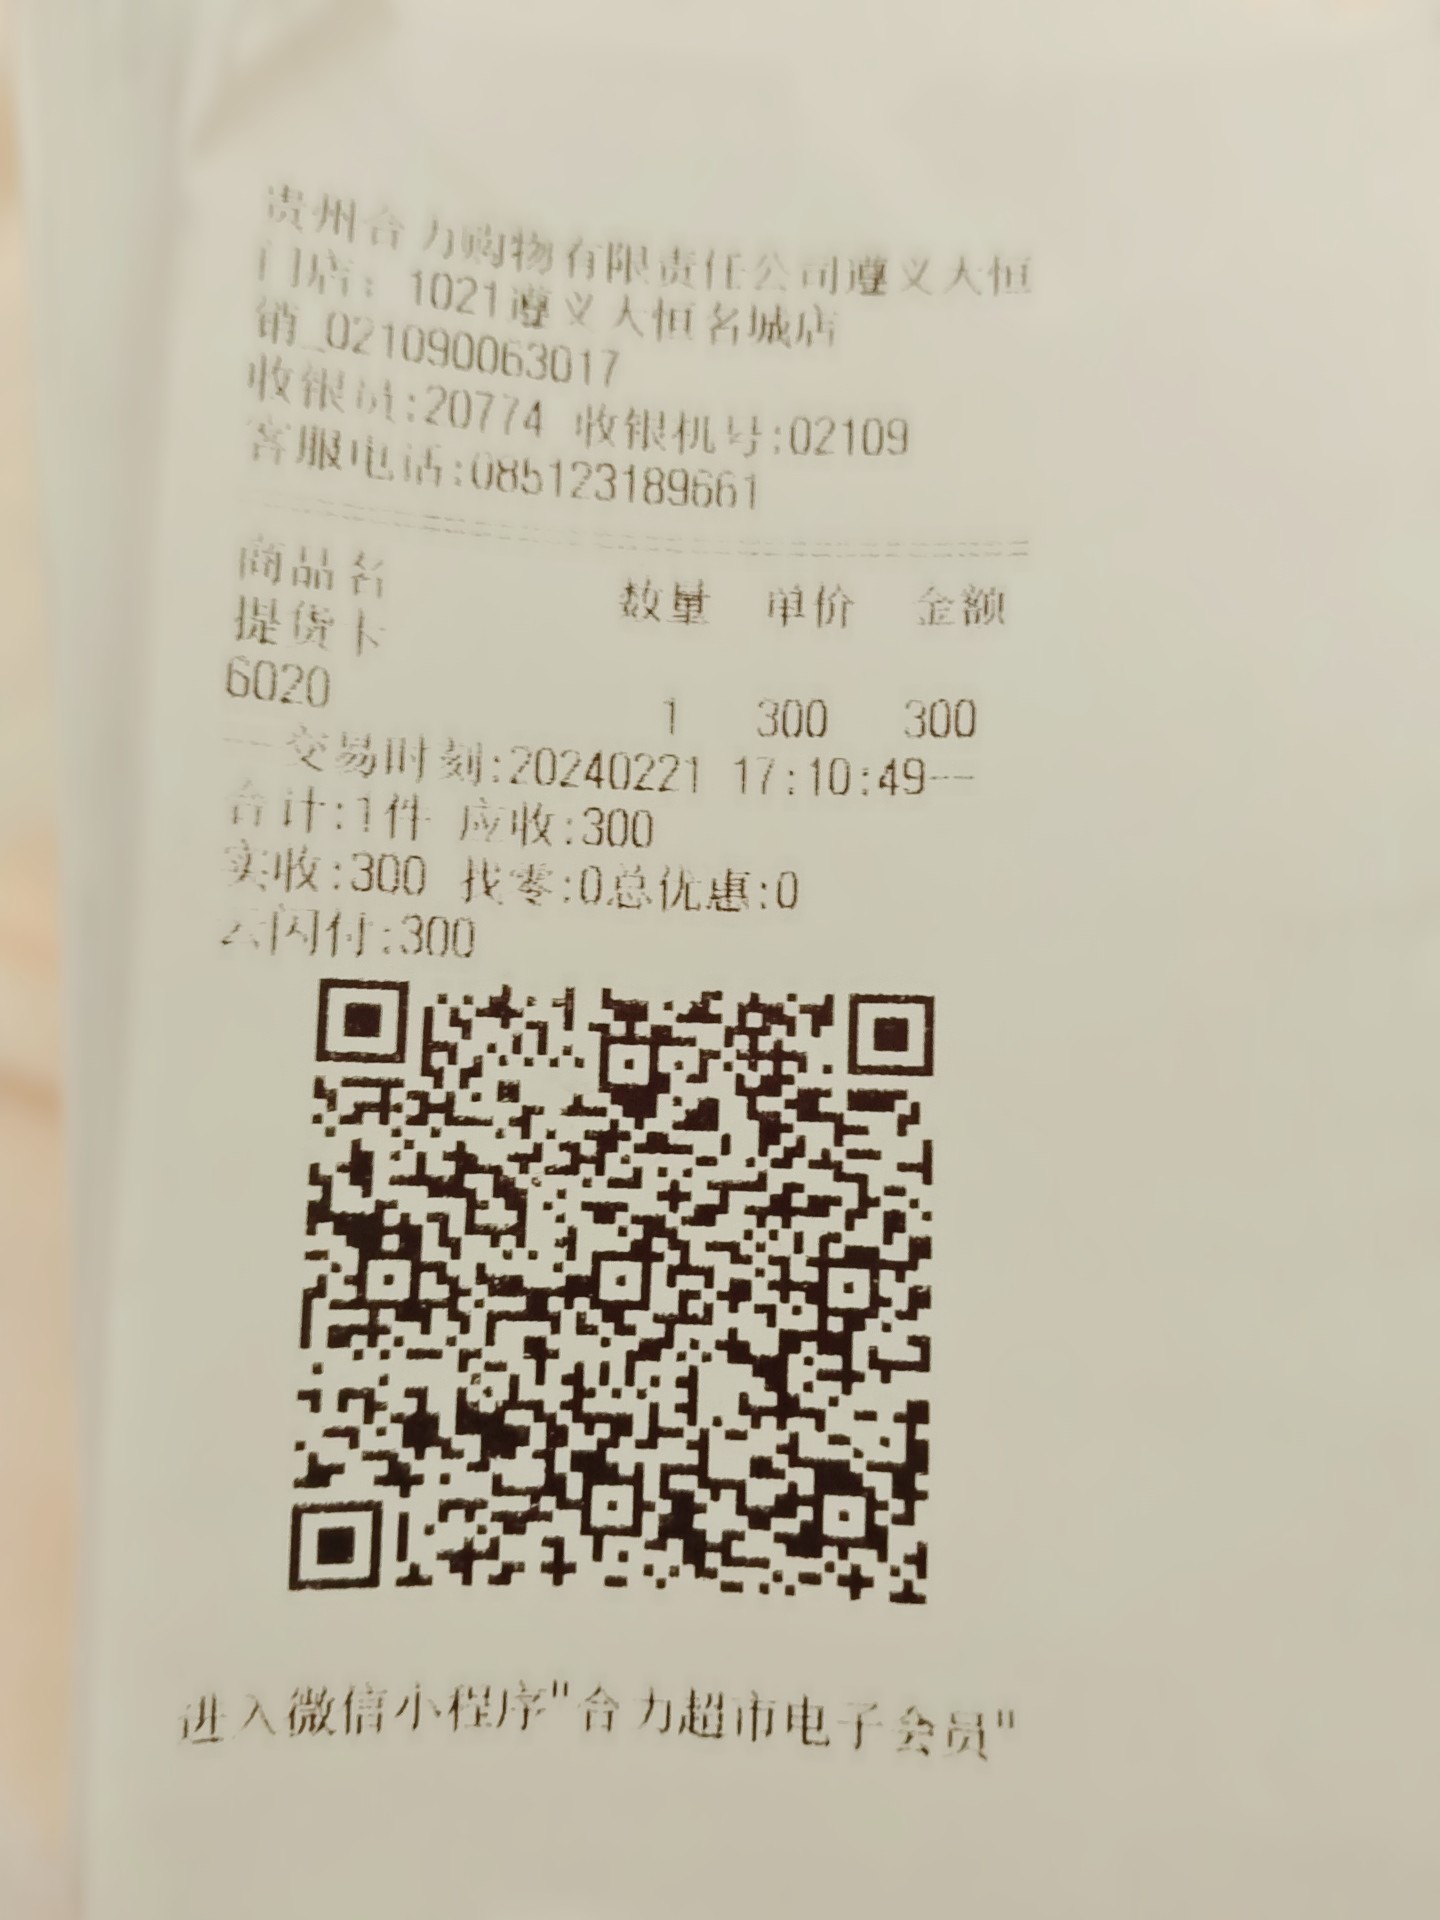 贵州合力购物有限责任公司遵义大恒
门店：1021遵义大恒名城店
销_021090063017
收银员:20774 收银机号:02109
客服电话:085123189661
商品名 数量 单价 金额
提货卡
6020 1 300 300
--交易时刻:20240221 17:10:49--
合计:1件 应收:300
实收:300 找零:0总优惠:0
云闪付:300
进入微信小程序"合力超市电子会员"